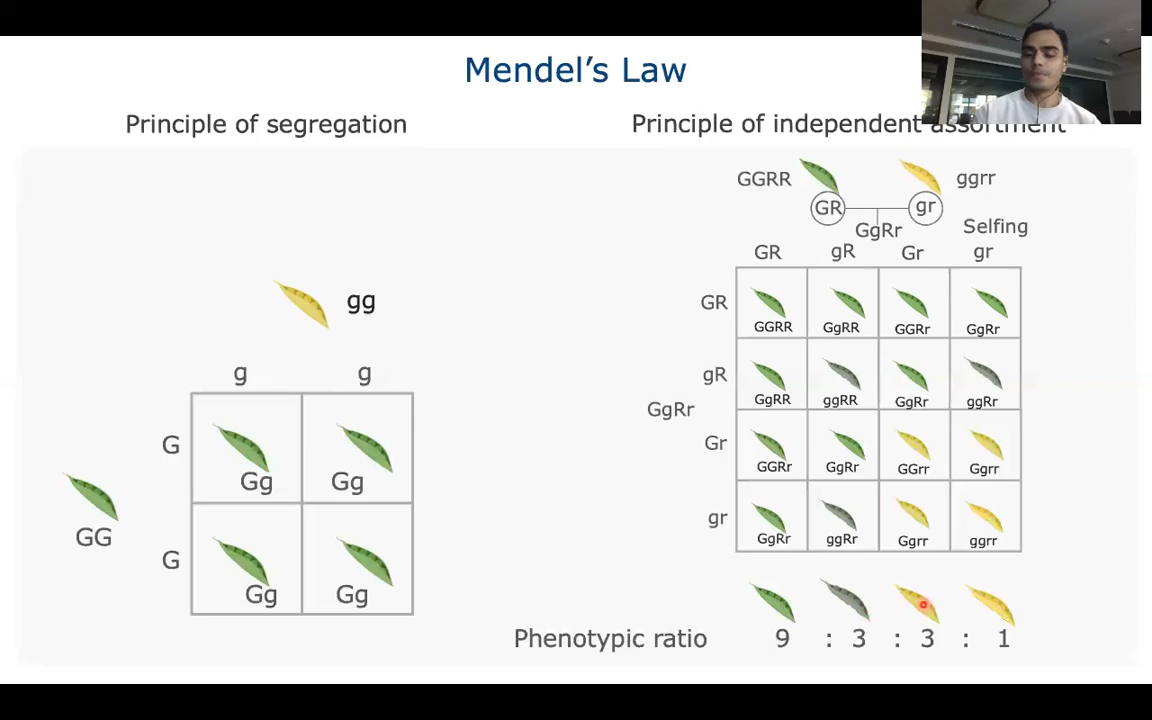 Mendel's Law
Principle of segregation
Principle of independent assortment
gg
g g
G
Gg Gg
GG
G
Gg Gg
GGRR ggrr
GR gr
GgRr
Selfing
GR gR Gr gr
GR
GGRR GgRR GGRr GgRr
gR
GgRR ggRR GgRr ggRr
GgRr
Gr
GGRr GgRr GGrr Ggrr
gr
GgRr ggRr Ggrr ggrr
Phenotypic ratio 9 : 3 : 3 : 1